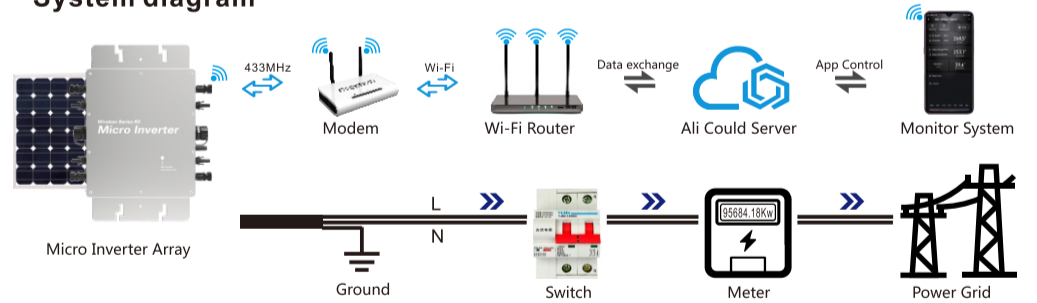 System diagram
433MHz
Wi-Fi
Data exchange
App Control
Micro Inverter
Modem
Wi-Fi Router
Ali Could Server
Monitor System
L
N
95684.18Kw
Micro Inverter Array
Ground
Switch
Meter
Power Grid